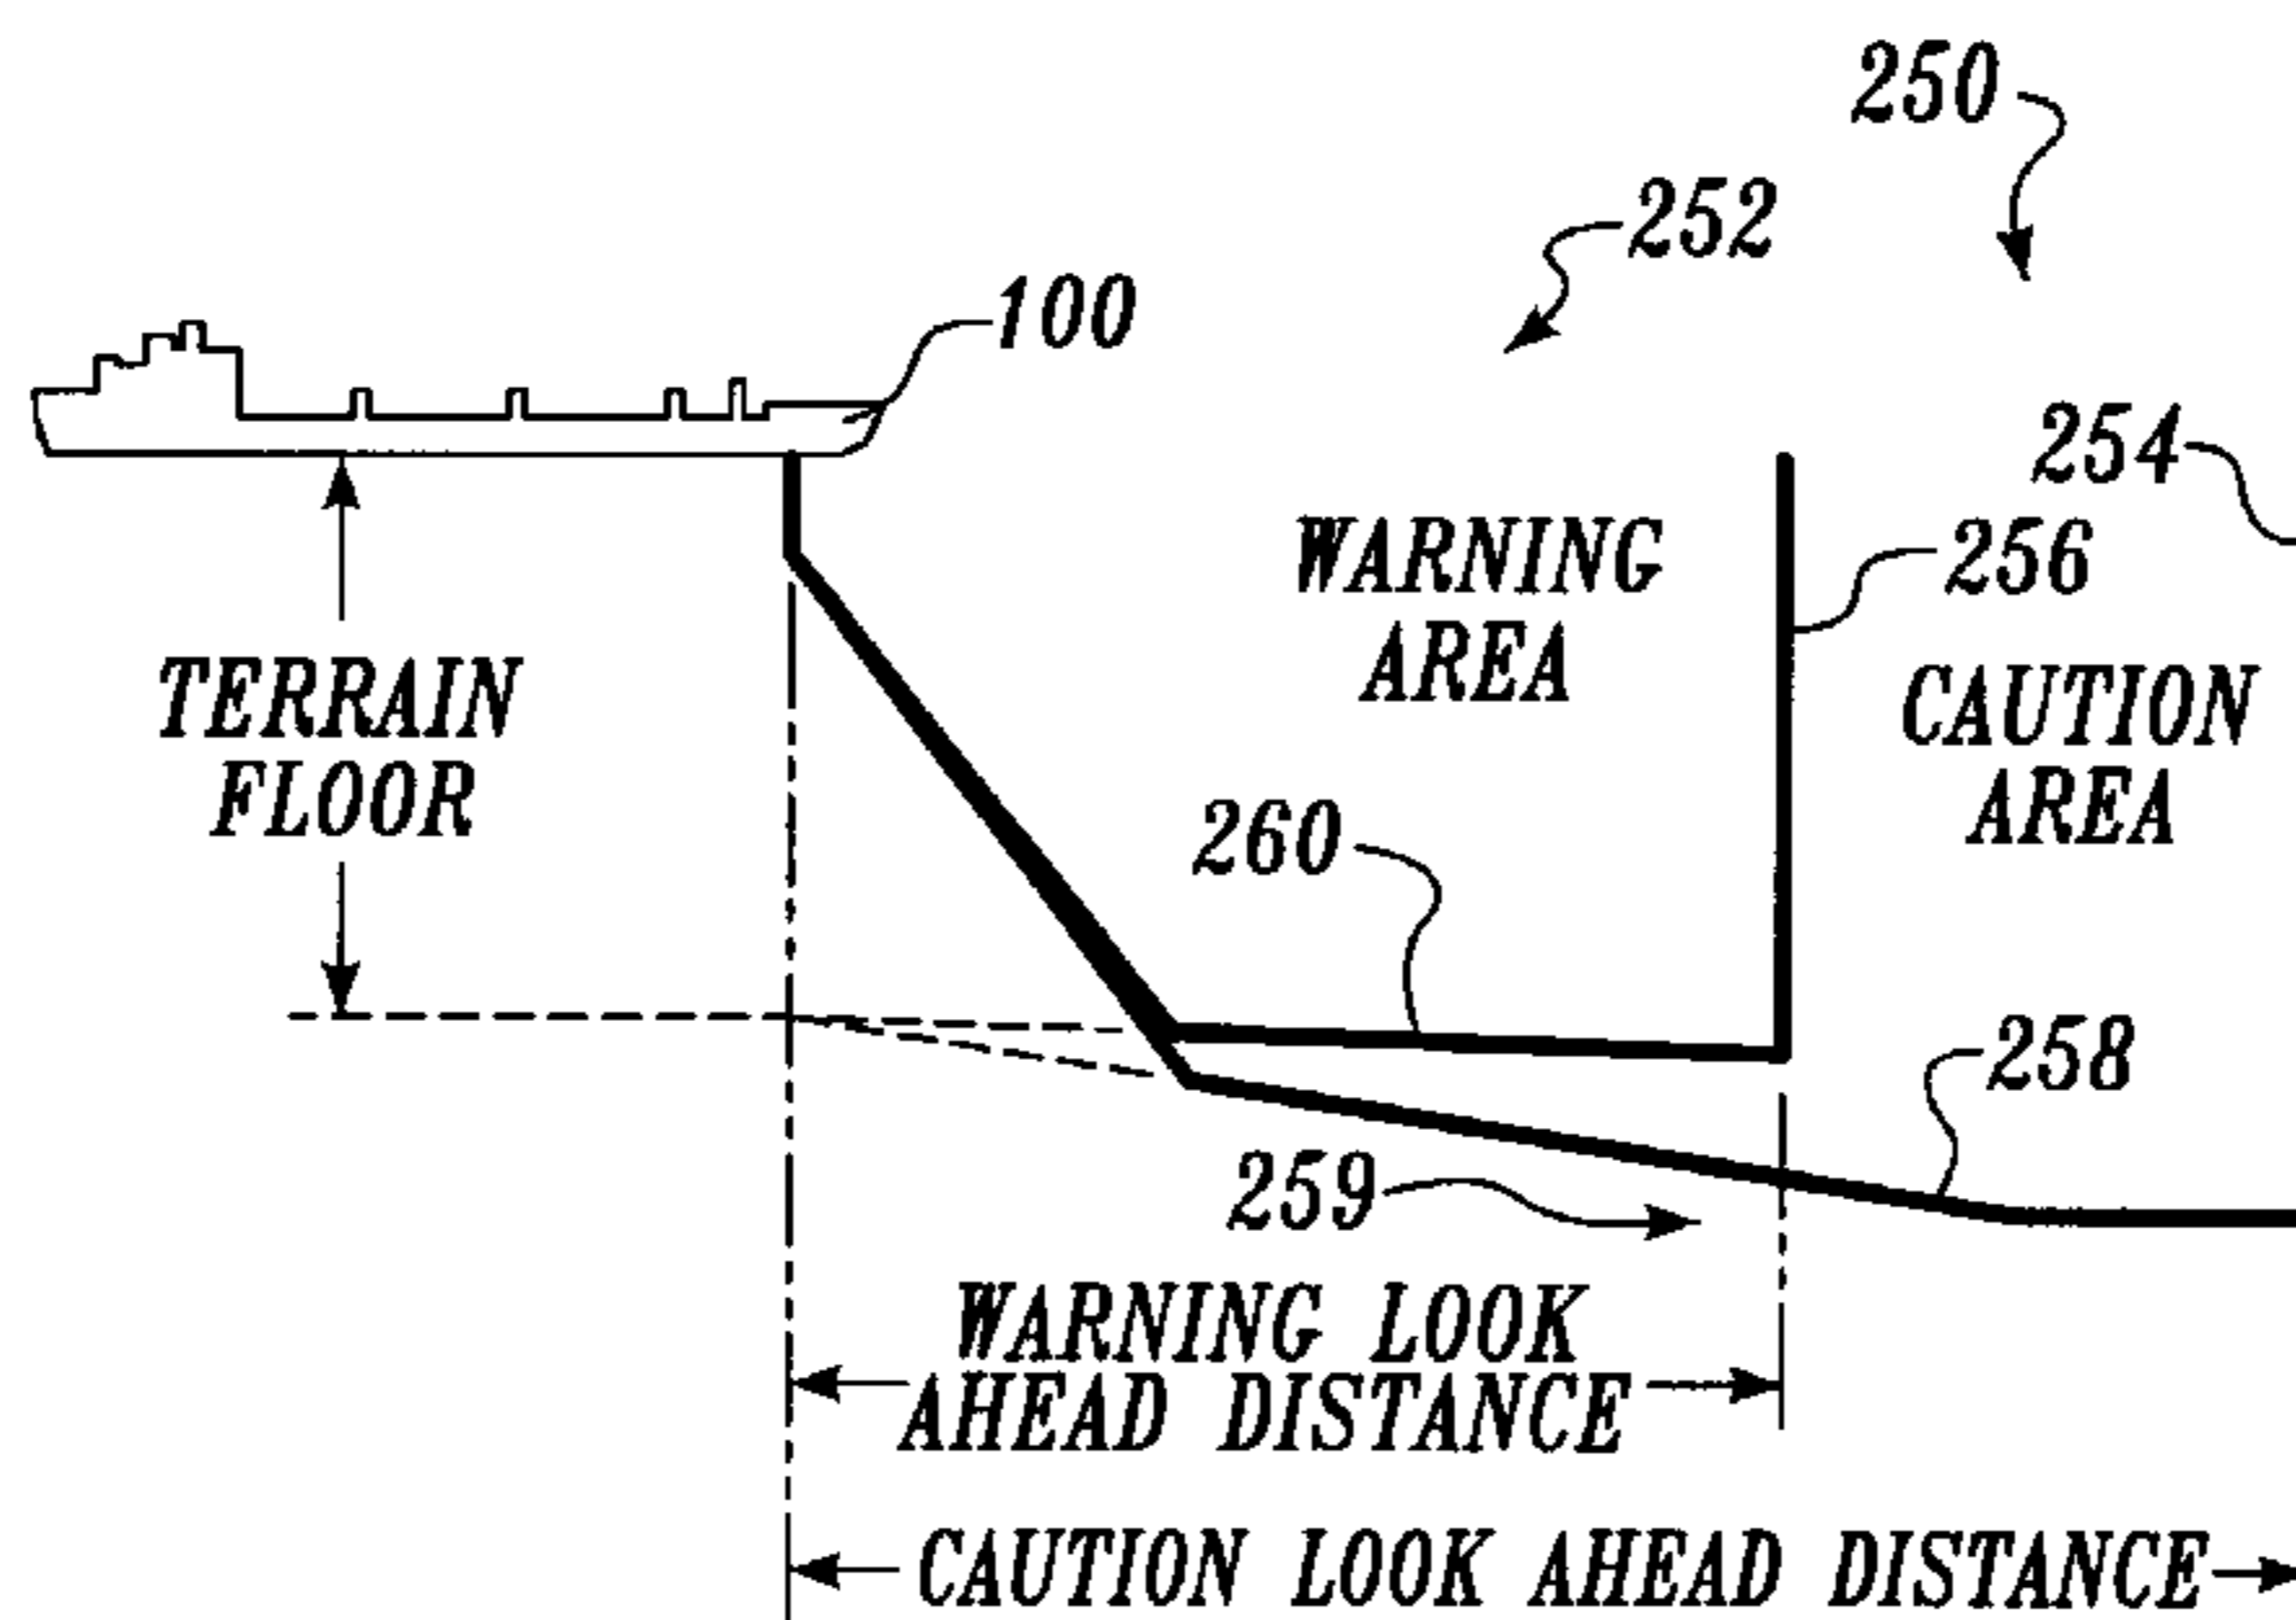 250
252
100
254
WARNING
AREA
256
CAUTION
AREA
TERRAIN
FLOOR
260
258
259
WARNING LOOK
AHEAD DISTANCE
CAUTION LOOK AHEAD DISTANCE